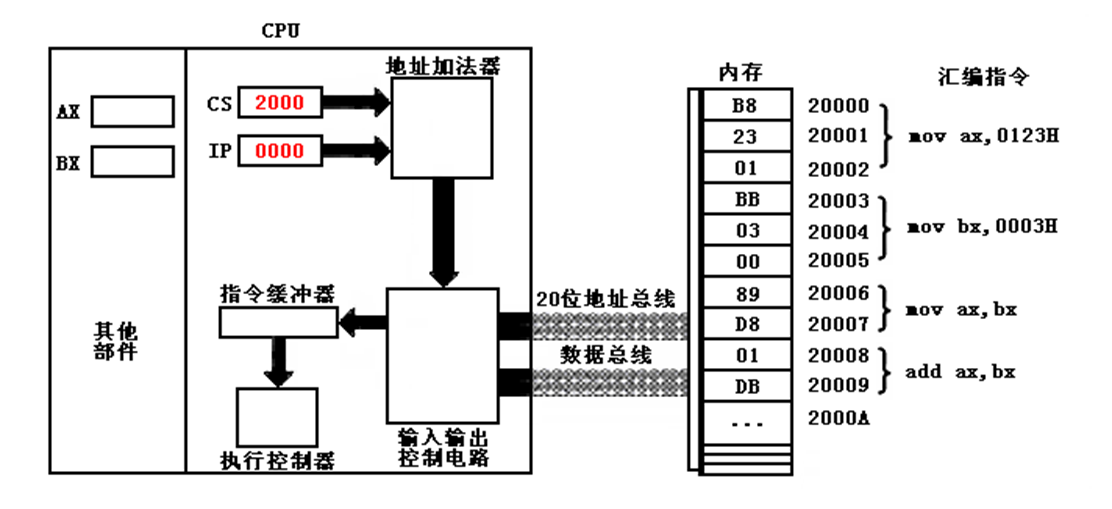 CPU
地址加法器
AX
BX
CS 2000
IP 0000
指令缓冲器
其他
部件
执行控制器
输入输出
控制电路
20位地址总线
数据总线
内存
汇编指令
B8 20000
23 20001 mov ax,0123H
01 20002
BB 20003
03 20004 mov bx,0003H
00 20005
89 20006
mov ax,bx
D8 20007
01 20008
add ax,bx
DB 20009
... 2000A